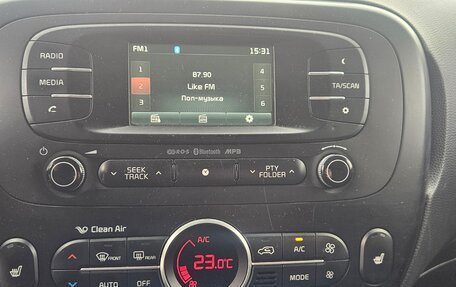 FM1 15:31
RADIO
MEDIA
1 87.90 4
2 Like FM 5
3 Поп-музыка 6
TA/SCAN
R·D·S Bluetooth MP3
SEEK
TRACK
PTY
FOLDER
Clean Air
FRONT REAR
A/C A/C
AUTO OFF 23.0°C MODE